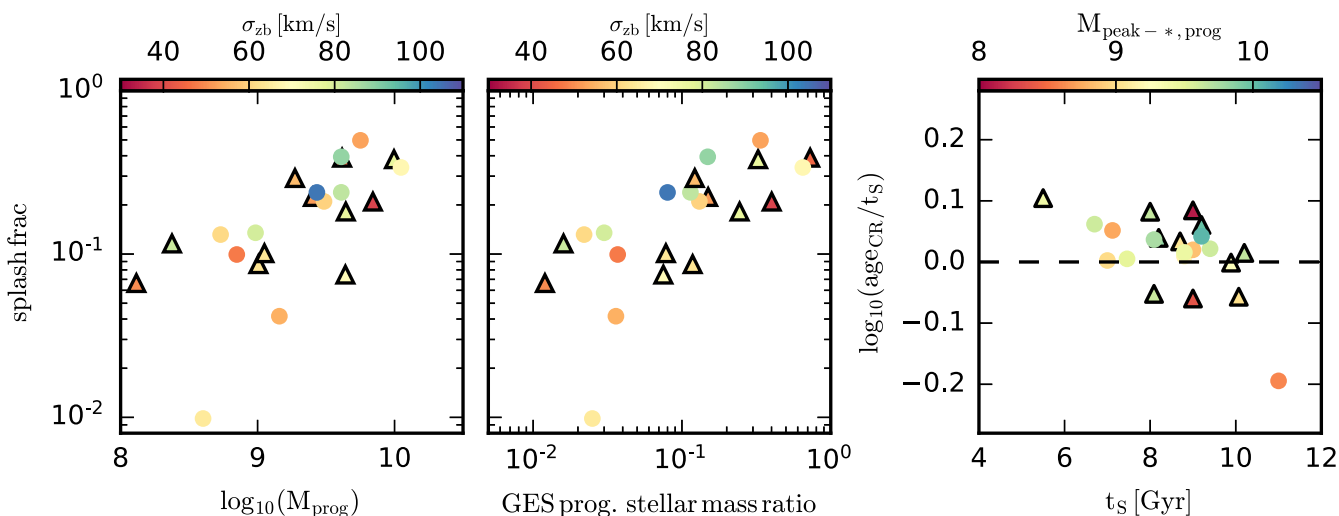 σzb [km/s]
40 60 80 100
10^0
10^-1
10^-2
splash frac
8 9 10
log10(Mprog)
σzb [km/s]
40 60 80 100
10^-2 10^-1 10^0
GES prog. stellar mass ratio
Mpeak-*,prog
8 9 10
0.2
0.1
0.0
−0.1
−0.2
log10(ageCR/tS)
4 6 8 10 12
tS [Gyr]